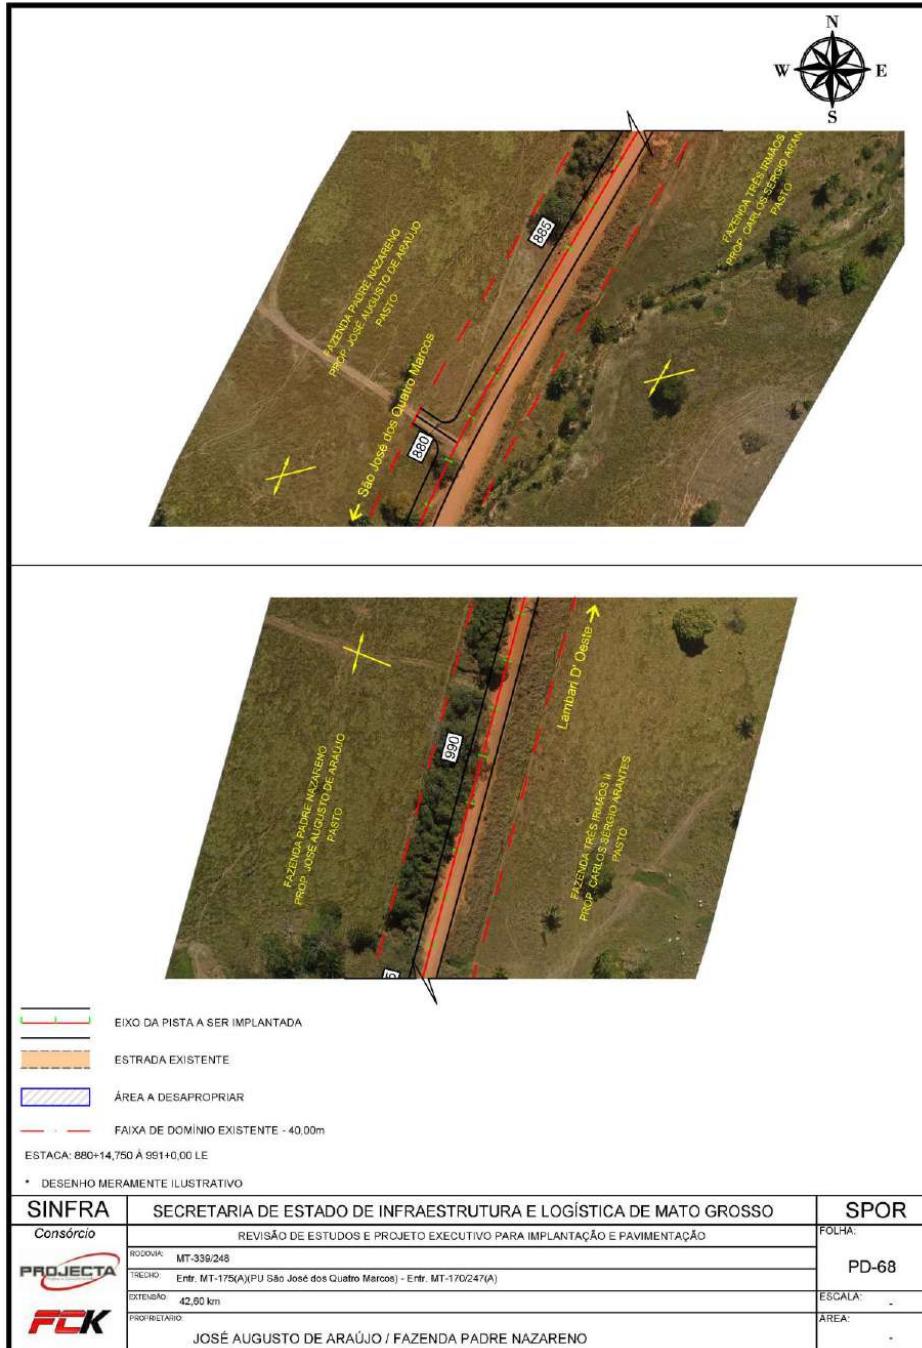 N
W E
S
FAZENDA TRÊS IRMÃOS
PROP. CARLOS SÉRGIO ARAN
PASTO
885
FAZENDA PADRE NAZARENO
PROP. JOSÉ AUGUSTO DE ARAÚJO
PASTO
São José dos Quatro Marcos
880
Lambari D' Oeste
990
FAZENDA PADRE NAZARENO
PROP. JOSÉ AUGUSTO DE ARAÚJO
PASTO
FAZENDA TRÊS IRMÃOS II
PROP. CARLOS SÉRGIO ARANTES
PASTO
5
EIXO DA PISTA A SER IMPLANTADA
ESTRADA EXISTENTE
ÁREA A DESAPROPRIAR
FAIXA DE DOMÍNIO EXISTENTE - 40,00m
ESTACA: 880+14,750 À 991+0,00 LE
* DESENHO MERAMENTE ILUSTRATIVO
SINFRA
SECRETARIA DE ESTADO DE INFRAESTRUTURA E LOGÍSTICA DE MATO GROSSO
SPOR
Consórcio
PROJECTA
FCK
REVISÃO DE ESTUDOS E PROJETO EXECUTIVO PARA IMPLANTAÇÃO E PAVIMENTAÇÃO
RODOVIA: MT-339/248
TRECHO: Entr. MT-175(A)(PU São José dos Quatro Marcos) - Entr. MT-170/247(A)
EXTENSÃO: 42,60 km
PROPRIETÁRIO:
JOSÉ AUGUSTO DE ARAÚJO / FAZENDA PADRE NAZARENO
FOLHA:
PD-68
ESCALA:
-
ÁREA:
-